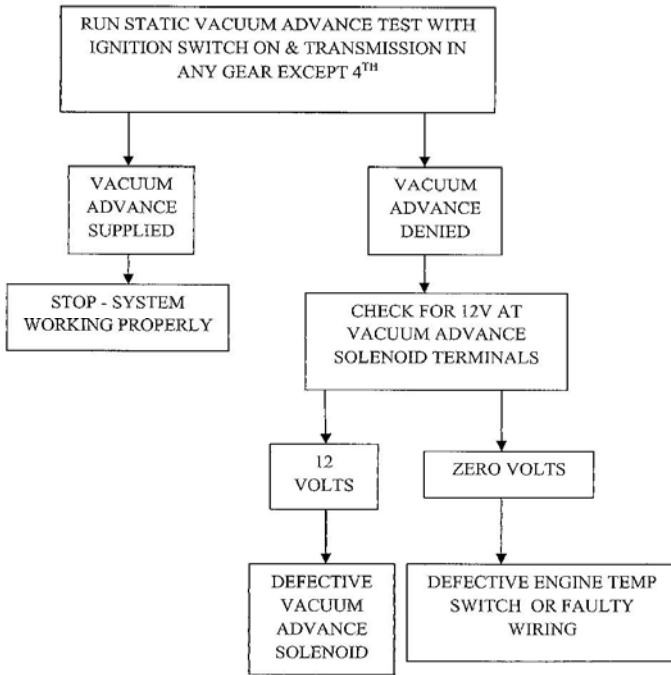 RUN STATIC VACUUM ADVANCE TEST WITH
IGNITION SWITCH ON & TRANSMISSION IN
ANY GEAR EXCEPT 4TH
VACUUM
ADVANCE
SUPPLIED
VACUUM
ADVANCE
DENIED
STOP - SYSTEM
WORKING PROPERLY
CHECK FOR 12V AT
VACUUM ADVANCE
SOLENOID TERMINALS
12
VOLTS
ZERO VOLTS
DEFECTIVE
VACUUM
ADVANCE
SOLENOID
DEFECTIVE ENGINE TEMP
SWITCH OR FAULTY
WIRING